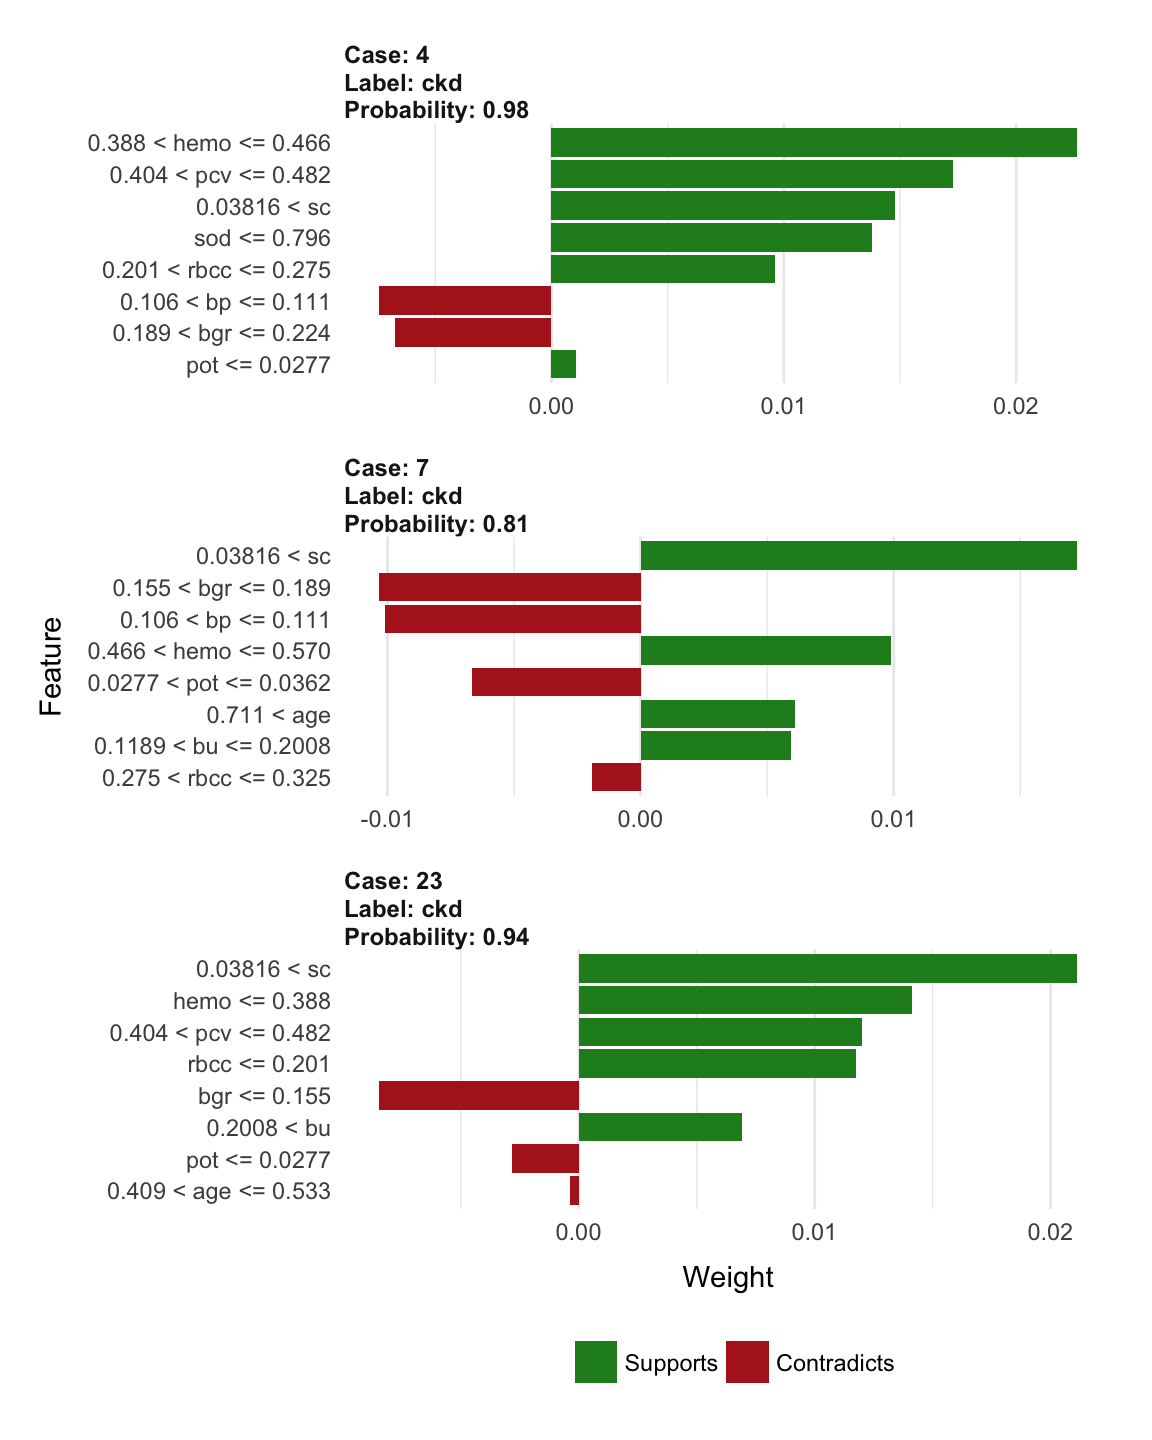 Case: 4
Label: ckd
Probability: 0.98
0.388 < hemo <= 0.466
0.404 < pcv <= 0.482
0.03816 < sc
sod <= 0.796
0.201 < rbcc <= 0.275
0.106 < bp <= 0.111
0.189 < bgr <= 0.224
pot <= 0.0277
0.00 0.01 0.02
Case: 7
Label: ckd
Probability: 0.81
0.03816 < sc
0.155 < bgr <= 0.189
0.106 < bp <= 0.111
0.466 < hemo <= 0.570
0.0277 < pot <= 0.0362
0.711 < age
0.1189 < bu <= 0.2008
0.275 < rbcc <= 0.325
-0.01 0.00 0.01
Feature
Case: 23
Label: ckd
Probability: 0.94
0.03816 < sc
hemo <= 0.388
0.404 < pcv <= 0.482
rbcc <= 0.201
bgr <= 0.155
0.2008 < bu
pot <= 0.0277
0.409 < age <= 0.533
0.00 0.01 0.02
Weight
Supports Contradicts